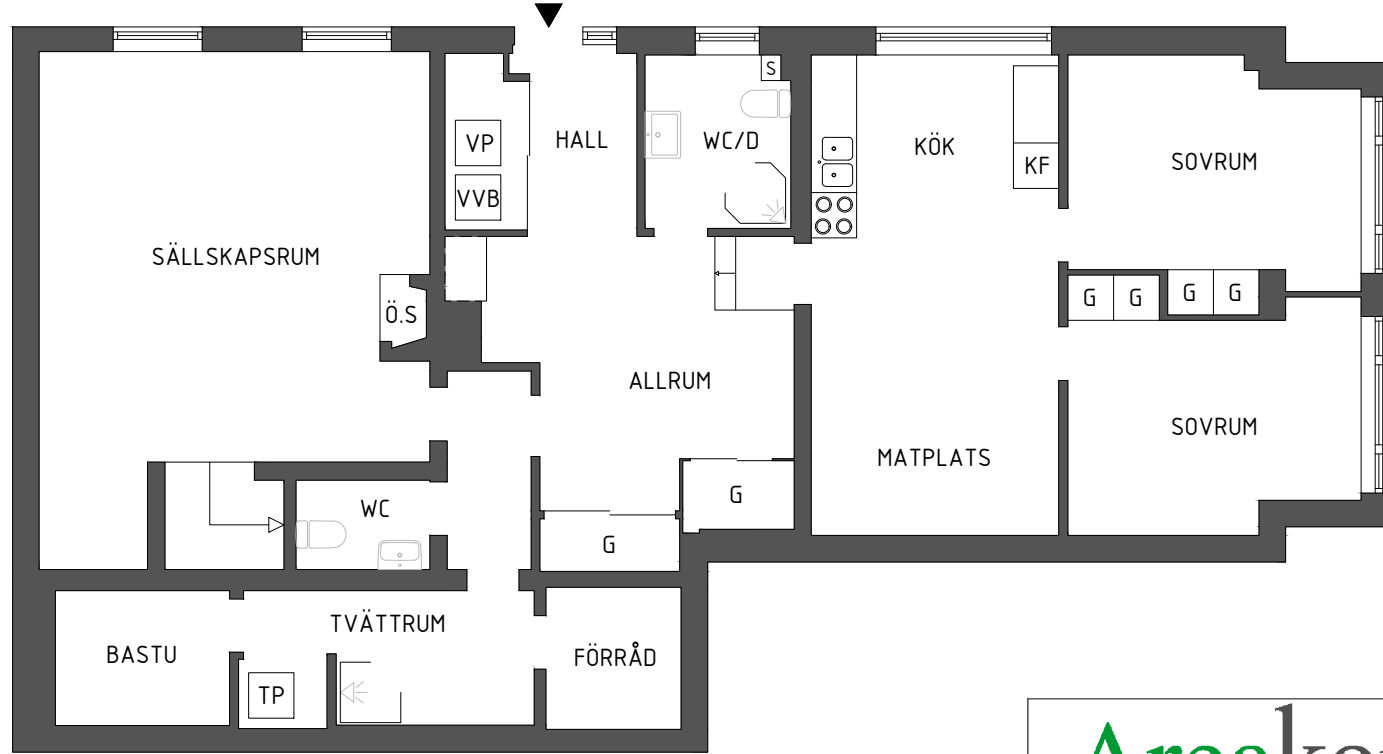 S
VP
HALL
WC/D
KÖK
KF
SOVRUM
VVB
SÄLLSKAPSRUM
Ö.S
G G G G
ALLRUM
SOVRUM
MATPLATS
G
WC
G
TVÄTTRUM
BASTU
FÖRRÅD
TP